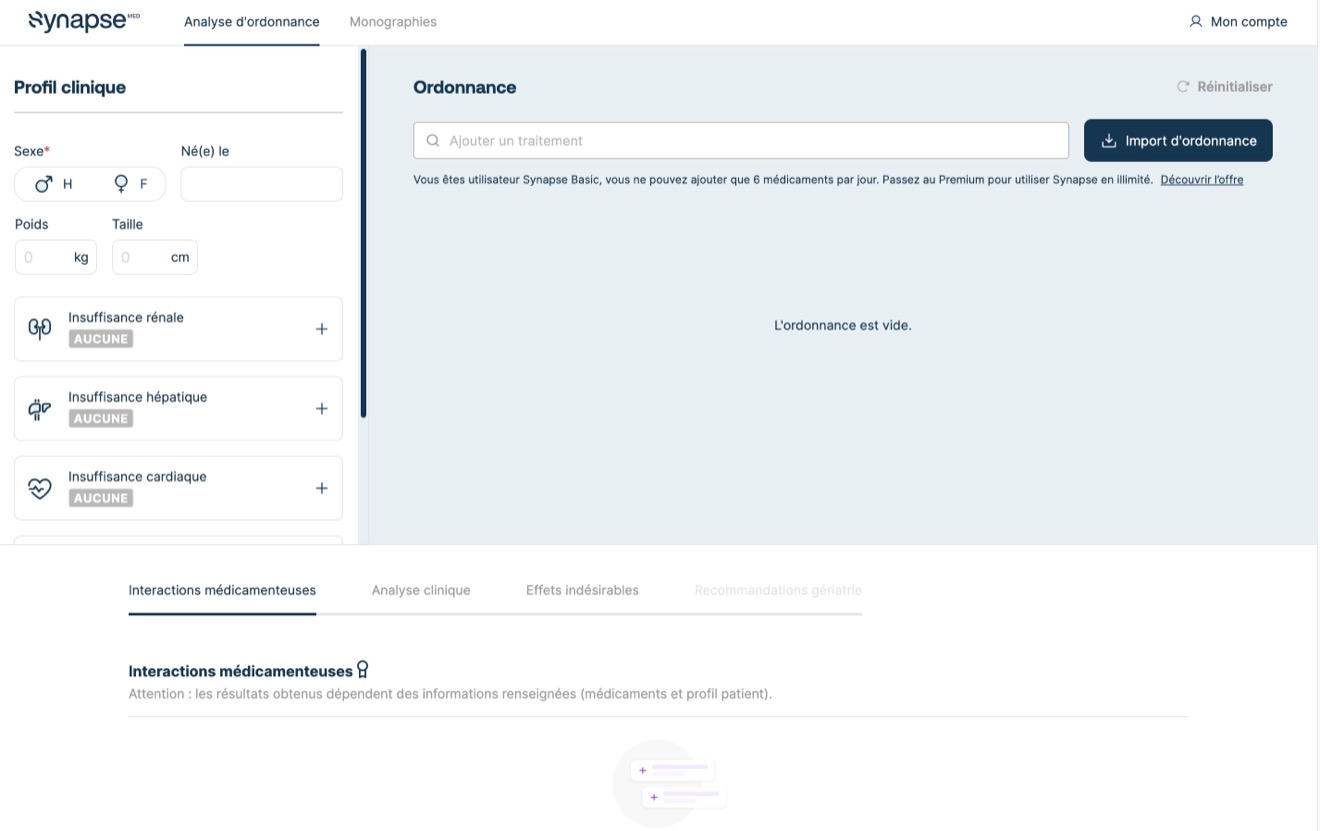 Synapse MED
Analyse d'ordonnance
Monographies
Mon compte
Profil clinique
Sexe*
Né(e) le
H
F
Poids
Taille
0 kg
0 cm
Insuffisance rénale
AUCUNE
Insuffisance hépatique
AUCUNE
Insuffisance cardiaque
AUCUNE
Ordonnance
Réinitialiser
Ajouter un traitement
Import d'ordonnance
Vous êtes utilisateur Synapse Basic, vous ne pouvez ajouter que 6 médicaments par jour. Passez au Premium pour utiliser Synapse en illimité. Découvrir l'offre
L'ordonnance est vide.
Interactions médicamenteuses
Analyse clinique
Effets indésirables
Recommandations gériatrie
Interactions médicamenteuses
Attention : les résultats obtenus dépendent des informations renseignées (médicaments et profil patient).